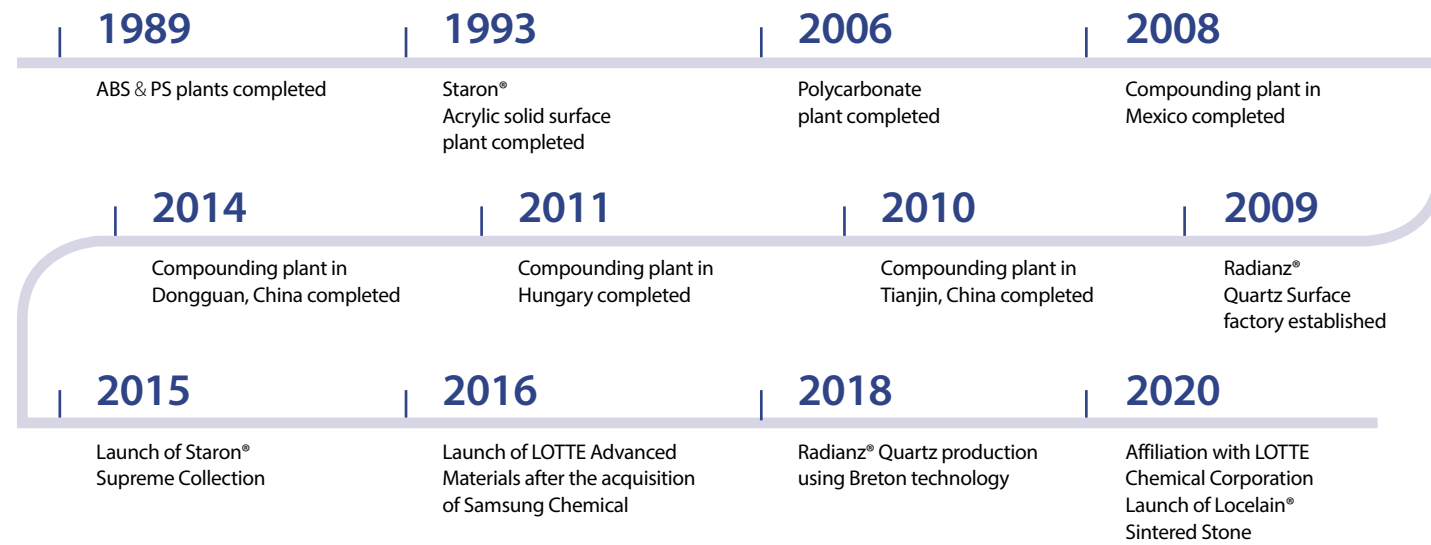 1989
ABS & PS plants completed
1993
Staron®
Acrylic solid surface
plant completed
2006
Polycarbonate
plant completed
2008
Compounding plant in
Mexico completed
2009
Radianz®
Quartz Surface
factory established
2010
Compounding plant in
Tianjin, China completed
2011
Compounding plant in
Hungary completed
2014
Compounding plant in
Dongguan, China completed
2015
Launch of Staron®
Supreme Collection
2016
Launch of LOTTE Advanced
Materials after the acquisition
of Samsung Chemical
2018
Radianz® Quartz production
using Breton technology
2020
Affiliation with LOTTE
Chemical Corporation
Launch of Locelain®
Sintered Stone